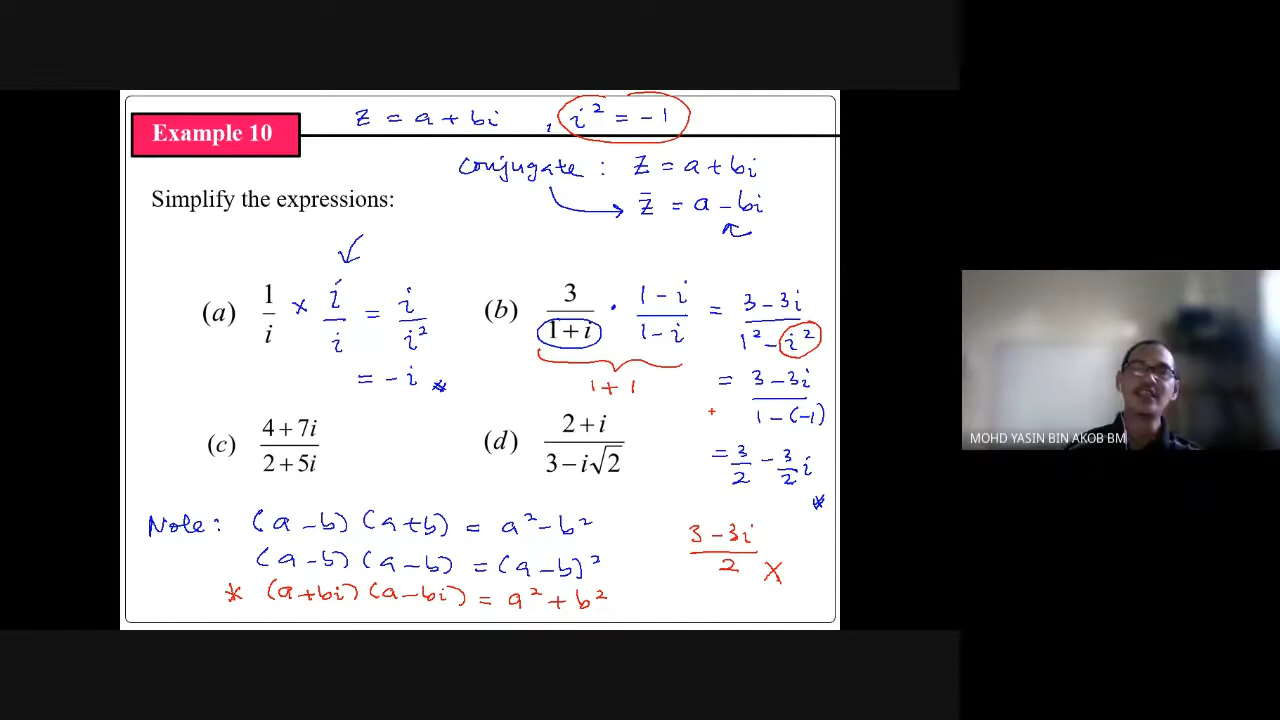 z = a + bi , i² = −1
Example 10
conjugate : z = a + bi
z̄ = a − bi
Simplify the expressions:
(a) 1/i × i/i = i/i²
= −i *
(b) 3/(1 + i) · (1 − i)/(1 − i) = (3 − 3i)/(1² − i²)
1 + 1
= (3 − 3i)/(1 − (−1))
= 3/2 − 3/2 i *
(c) (4 + 7i)/(2 + 5i)
(d) (2 + i)/(3 − i√2)
Note : (a − b)(a + b) = a² − b²
(a − b)(a − b) = (a − b)²
* (a + bi)(a − bi) = a² + b²
(3 − 3i)/2 ×
MOHD YASIN BIN AKOB BM